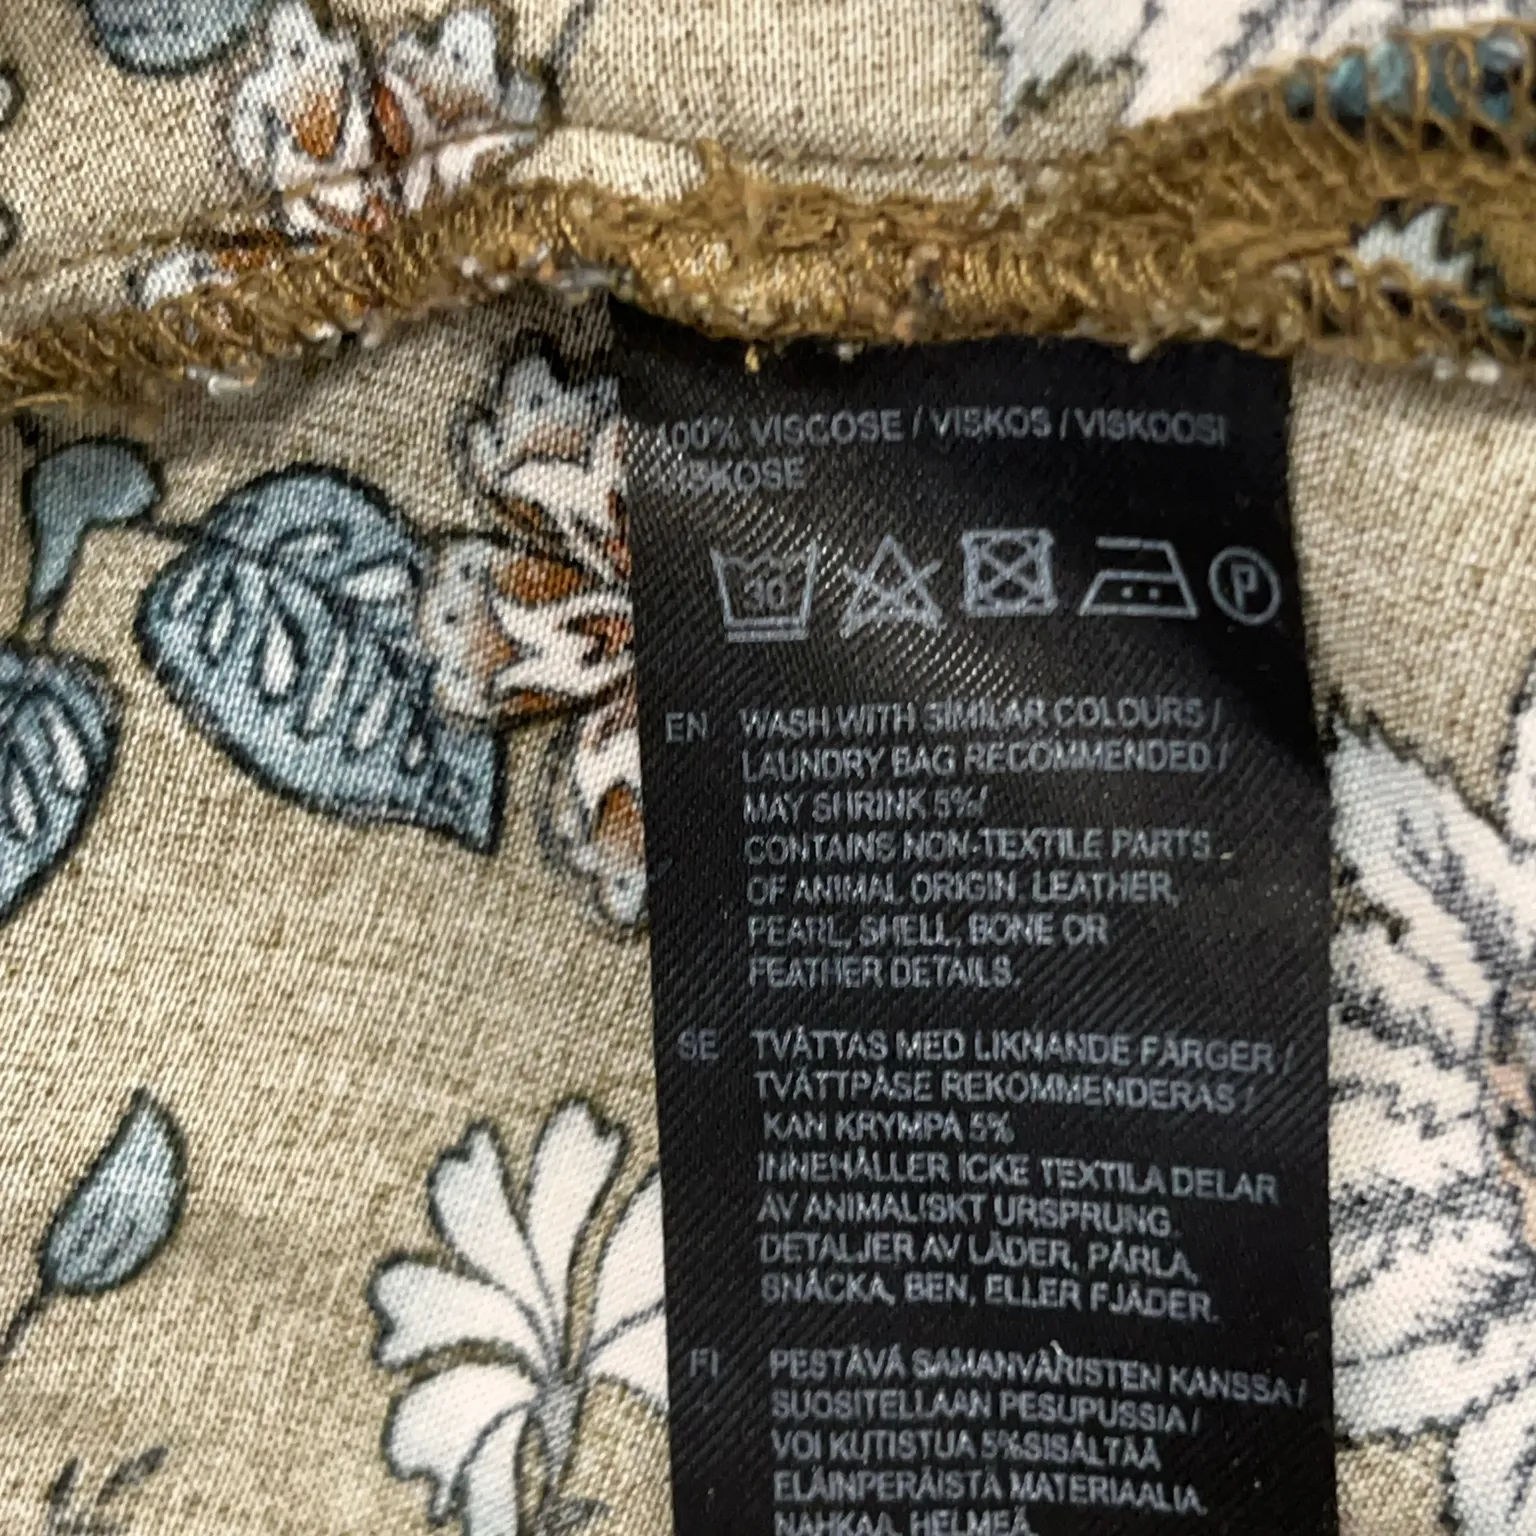 100% VISCOSE / VISKOS / VISKOOSI
VISKOSE
30
P
EN WASH WITH SIMILAR COLOURS /
LAUNDRY BAG RECOMMENDED /
MAY SHRINK 5%/
CONTAINS NON-TEXTILE PARTS
OF ANIMAL ORIGIN. LEATHER,
PEARL, SHELL, BONE OR
FEATHER DETAILS.
SE TVÄTTAS MED LIKNANDE FÄRGER /
TVÄTTPÅSE REKOMMENDERAS /
KAN KRYMPA 5%
INNEHÅLLER ICKE TEXTILA DELAR
AV ANIMALISKT URSPRUNG.
DETALJER AV LÄDER, PÄRLA,
SNÄCKA, BEN, ELLER FJÄDER.
FI PESTÄVÄ SAMANVÄRISTEN KANSSA /
SUOSITELLAAN PESUPUSSIA /
VOI KUTISTUA 5%SISÄLTÄÄ
ELÄINPERÄISTÄ MATERIAALIA.
NAHKAA, HELMEÄ,